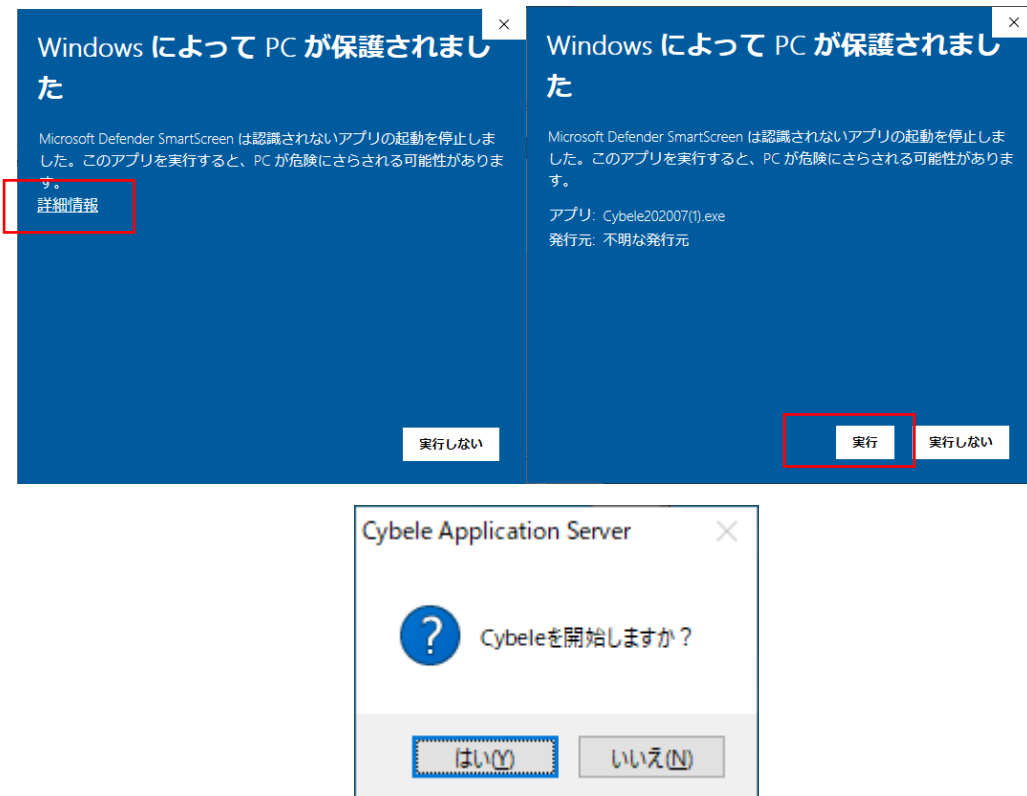 Windows によって PC が保護されまし
た
Microsoft Defender SmartScreen は認識されないアプリの起動を停止しま
した。このアプリを実行すると、PC が危険にさらされる可能性がありま
す。
詳細情報
実行しない
Windows によって PC が保護されまし
た
Microsoft Defender SmartScreen は認識されないアプリの起動を停止しま
した。このアプリを実行すると、PC が危険にさらされる可能性がありま
す。
アプリ: Cybele202007(1).exe
発行元: 不明な発行元
実行 実行しない
Cybele Application Server
Cybeleを開始しますか？
はい(Y) いいえ(N)